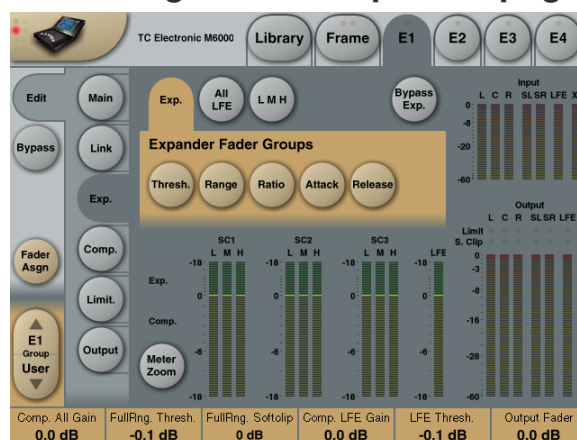 TC Electronic M6000
Library
Frame
E1
E2
E3
E4
Edit
Bypass
Fader
Asgn
E1
Group
User
Main
Link
Exp.
Comp.
Limit.
Output
Exp.
All
LFE
L M H
Bypass
Exp.
Expander Fader Groups
Thresh.
Range
Ratio
Attack
Release
Input
L C R SL SR LFE X
0
-8
-20
-60
Output
L C R SL SR LFE
Limit
S. Clip
0
-3
-8
-16
-28
-60
SC1
L M H
SC2
L M H
SC3
L M H
LFE
-18 -18 -18 -18
Exp.
0 0 0 0
Comp.
-6 -6 -6 -6
-18 -18 -18 -18
Meter
Zoom
Comp. All Gain FullRng. Thresh. FullRng. Softclip Comp. LFE Gain LFE Thresh. Output Fader
0.0 dB -0.1 dB 0 dB 0.0 dB -0.1 dB 0.0 dB